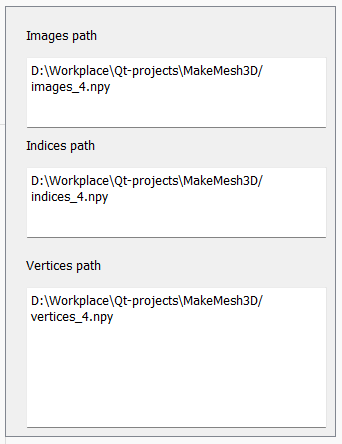 Images path
D:\Workplace\Qt-projects\MakeMesh3D/
images_4.npy
Indices path
D:\Workplace\Qt-projects\MakeMesh3D/
indices_4.npy
Vertices path
D:\Workplace\Qt-projects\MakeMesh3D/
vertices_4.npy